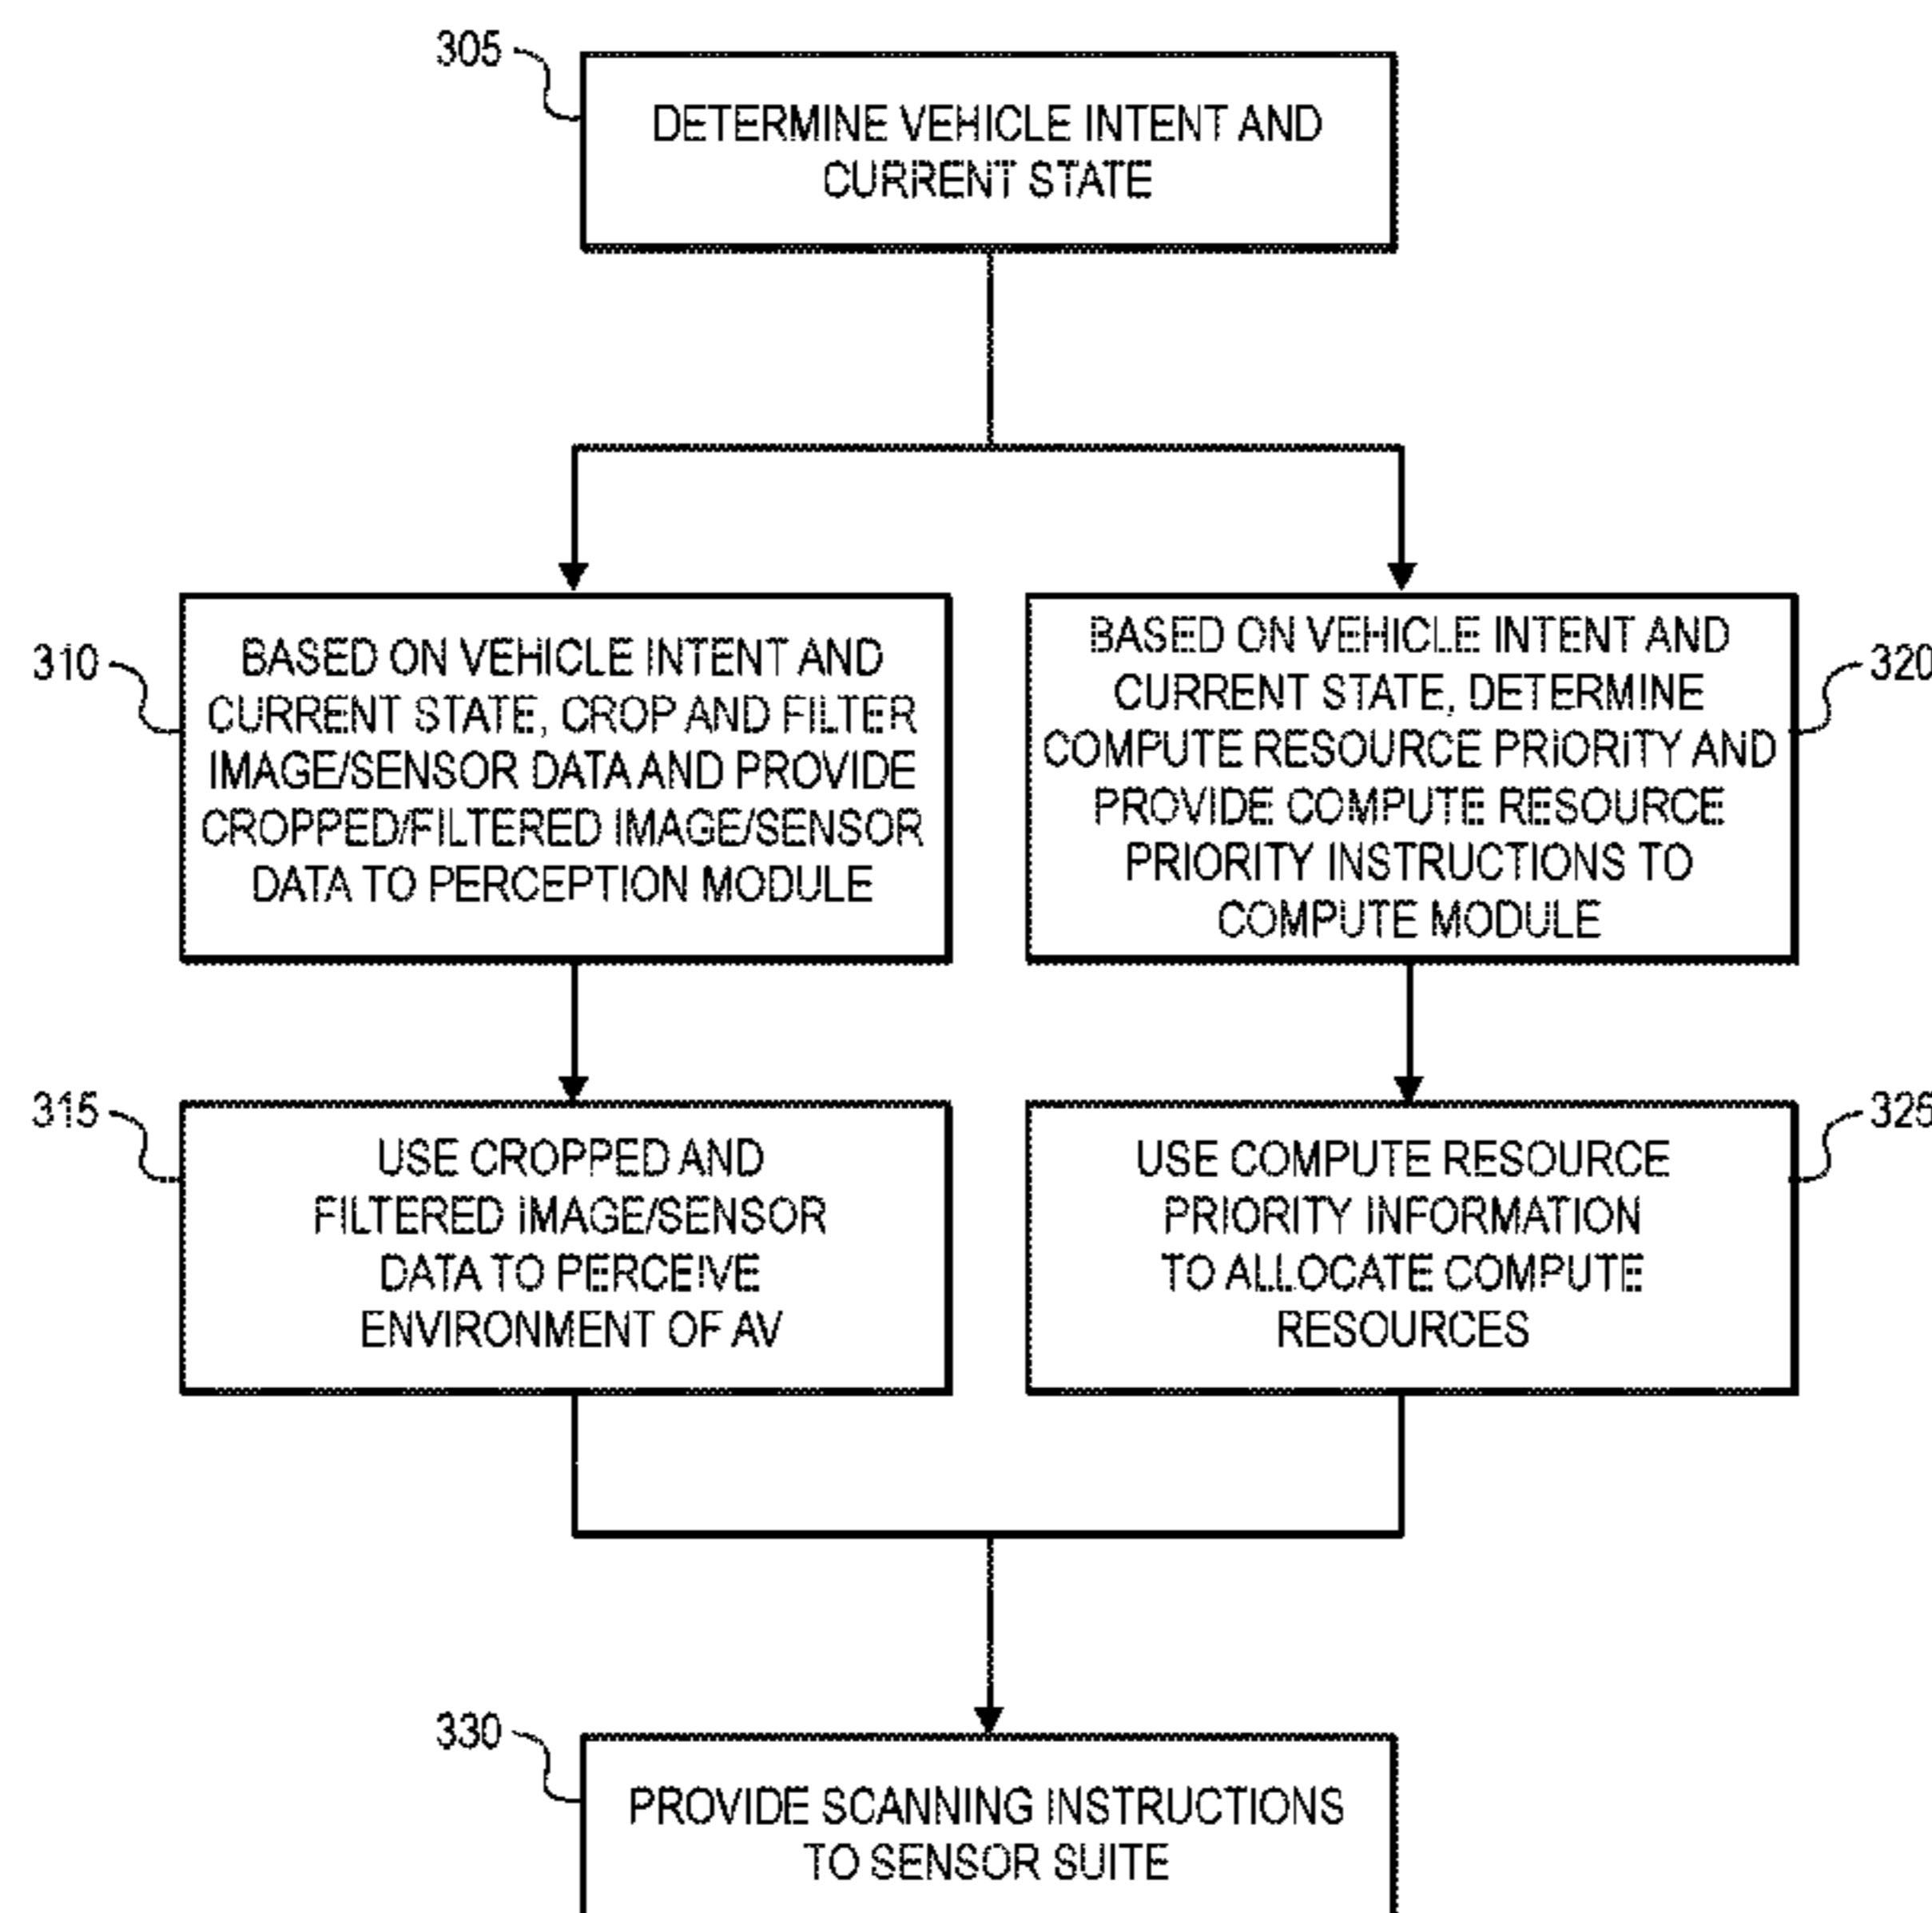 305
DETERMINE VEHICLE INTENT AND
CURRENT STATE
310
BASED ON VEHICLE INTENT AND
CURRENT STATE, CROP AND FILTER
IMAGE/SENSOR DATA AND PROVIDE
CROPPED/FILTERED IMAGE/SENSOR
DATA TO PERCEPTION MODULE
320
BASED ON VEHICLE INTENT AND
CURRENT STATE, DETERMINE
COMPUTE RESOURCE PRIORITY AND
PROVIDE COMPUTE RESOURCE
PRIORITY INSTRUCTIONS TO
COMPUTE MODULE
315
USE CROPPED AND
FILTERED IMAGE/SENSOR
DATA TO PERCEIVE
ENVIRONMENT OF AV
325
USE COMPUTE RESOURCE
PRIORITY INFORMATION
TO ALLOCATE COMPUTE
RESOURCES
330
PROVIDE SCANNING INSTRUCTIONS
TO SENSOR SUITE